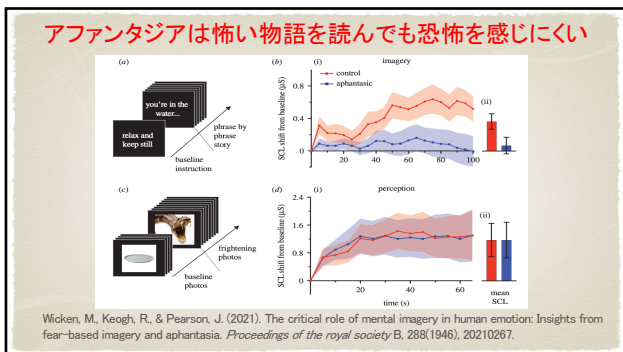 アファンタジアは怖い物語を読んでも恐怖を感じにくい
(a)
you're in the
water...
relax and
keep still
phrase by
phrase
story
baseline
instruction
(b)
(i)
imagery
control
aphantasic
SCL shift from baseline (µS)
0.8
0.4
0
20
40
60
80
100
(ii)
(c)
frightening
photos
baseline
photos
(d)
(i)
perception
SCL shift from baseline (µS)
2.4
1.6
0.8
0
10
20
30
40
50
60
time (s)
(ii)
mean
SCL
Wicken, M., Keogh, R., & Pearson, J. (2021). The critical role of mental imagery in human emotion: Insights from
fear-based imagery and aphantasia. Proceedings of the royal society B, 288(1946), 20210267.